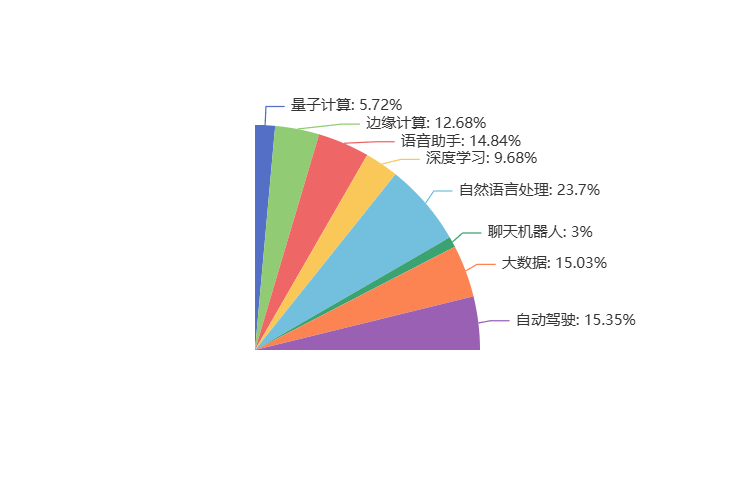 量子计算: 5.72%
边缘计算: 12.68%
语音助手: 14.84%
深度学习: 9.68%
自然语言处理: 23.7%
聊天机器人: 3%
大数据: 15.03%
自动驾驶: 15.35%